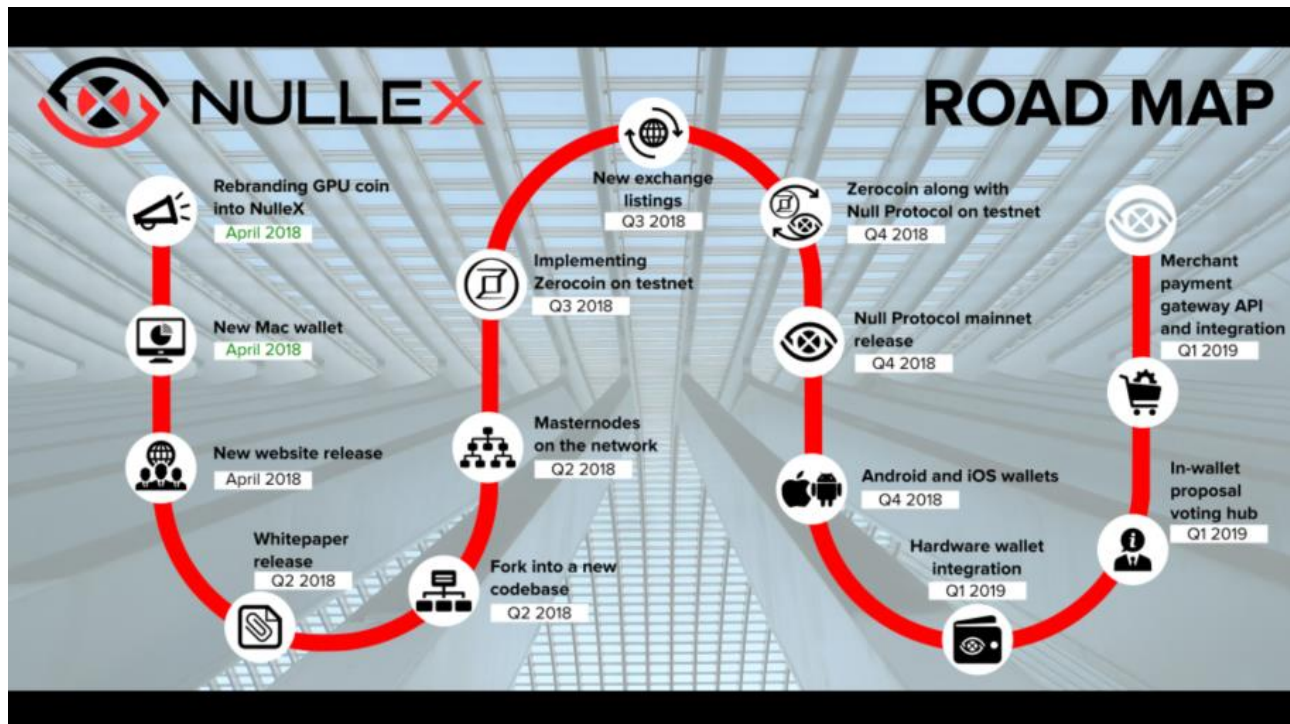 NULLEX
ROAD MAP
Rebranding GPU coin
into NulleX
April 2018
New Mac wallet
April 2018
New website release
April 2018
Whitepaper
release
Q2 2018
Fork into a new
codebase
Q2 2018
Masternodes
on the network
Q2 2018
Implementing
Zerocoin on testnet
Q3 2018
New exchange
listings
Q3 2018
Zerocoin along with
Null Protocol on testnet
Q4 2018
Null Protocol mainnet
release
Q4 2018
Android and iOS wallets
Q4 2018
Hardware wallet
integration
Q1 2019
In-wallet
proposal
voting hub
Q1 2019
Merchant
payment
gateway API
and integration
Q1 2019